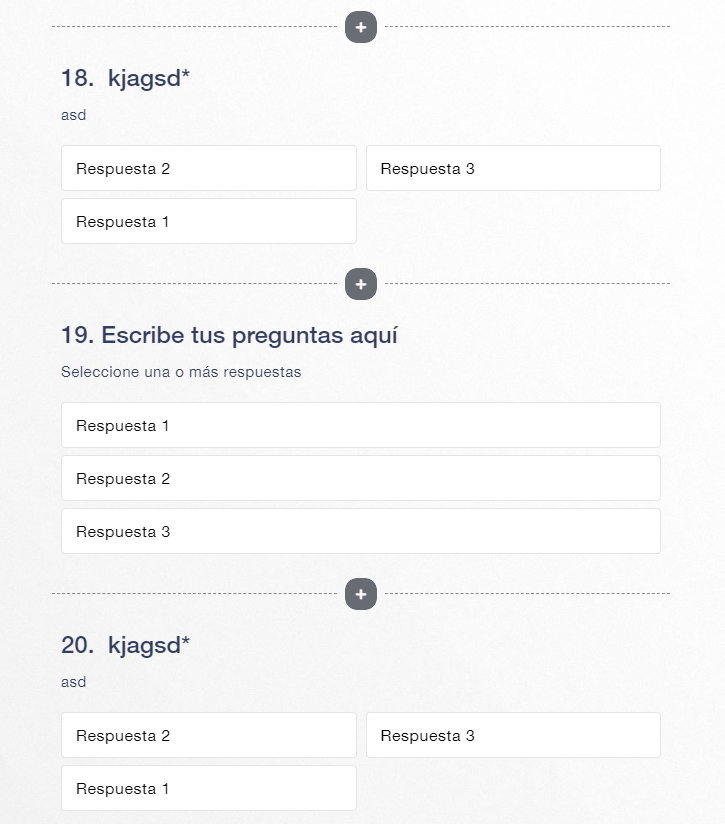 18. kjagsd*
asd
Respuesta 2
Respuesta 3
Respuesta 1
19. Escribe tus preguntas aquí
Seleccione una o más respuestas
Respuesta 1
Respuesta 2
Respuesta 3
20. kjagsd*
asd
Respuesta 2
Respuesta 3
Respuesta 1